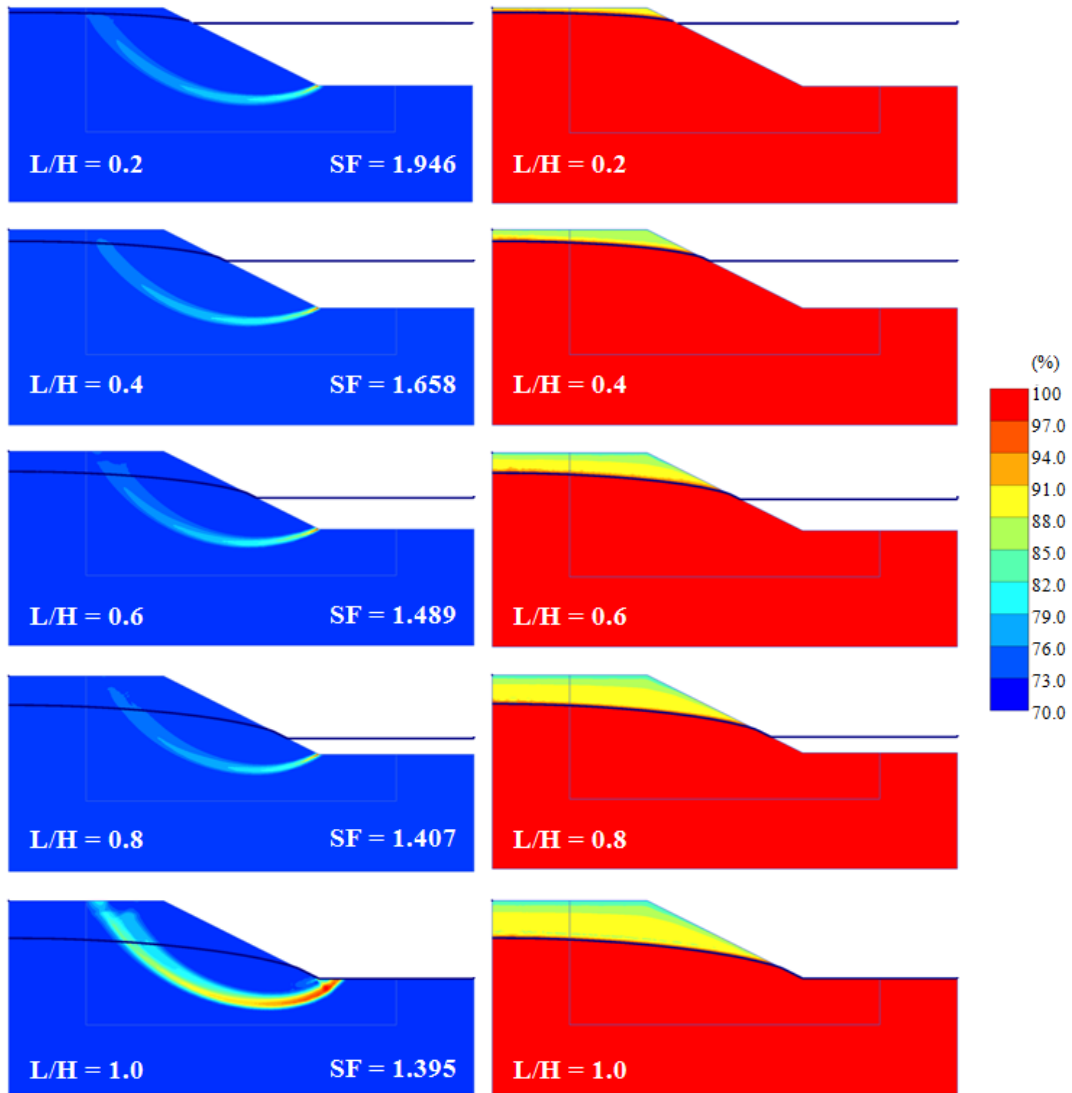 L/H = 0.2 SF = 1.946 L/H = 0.2
L/H = 0.4 SF = 1.658 L/H = 0.4
(%)
100
97.0
94.0
91.0
88.0
85.0
82.0
79.0
76.0
73.0
70.0
L/H = 0.6 SF = 1.489 L/H = 0.6
L/H = 0.8 SF = 1.407 L/H = 0.8
L/H = 1.0 SF = 1.395 L/H = 1.0